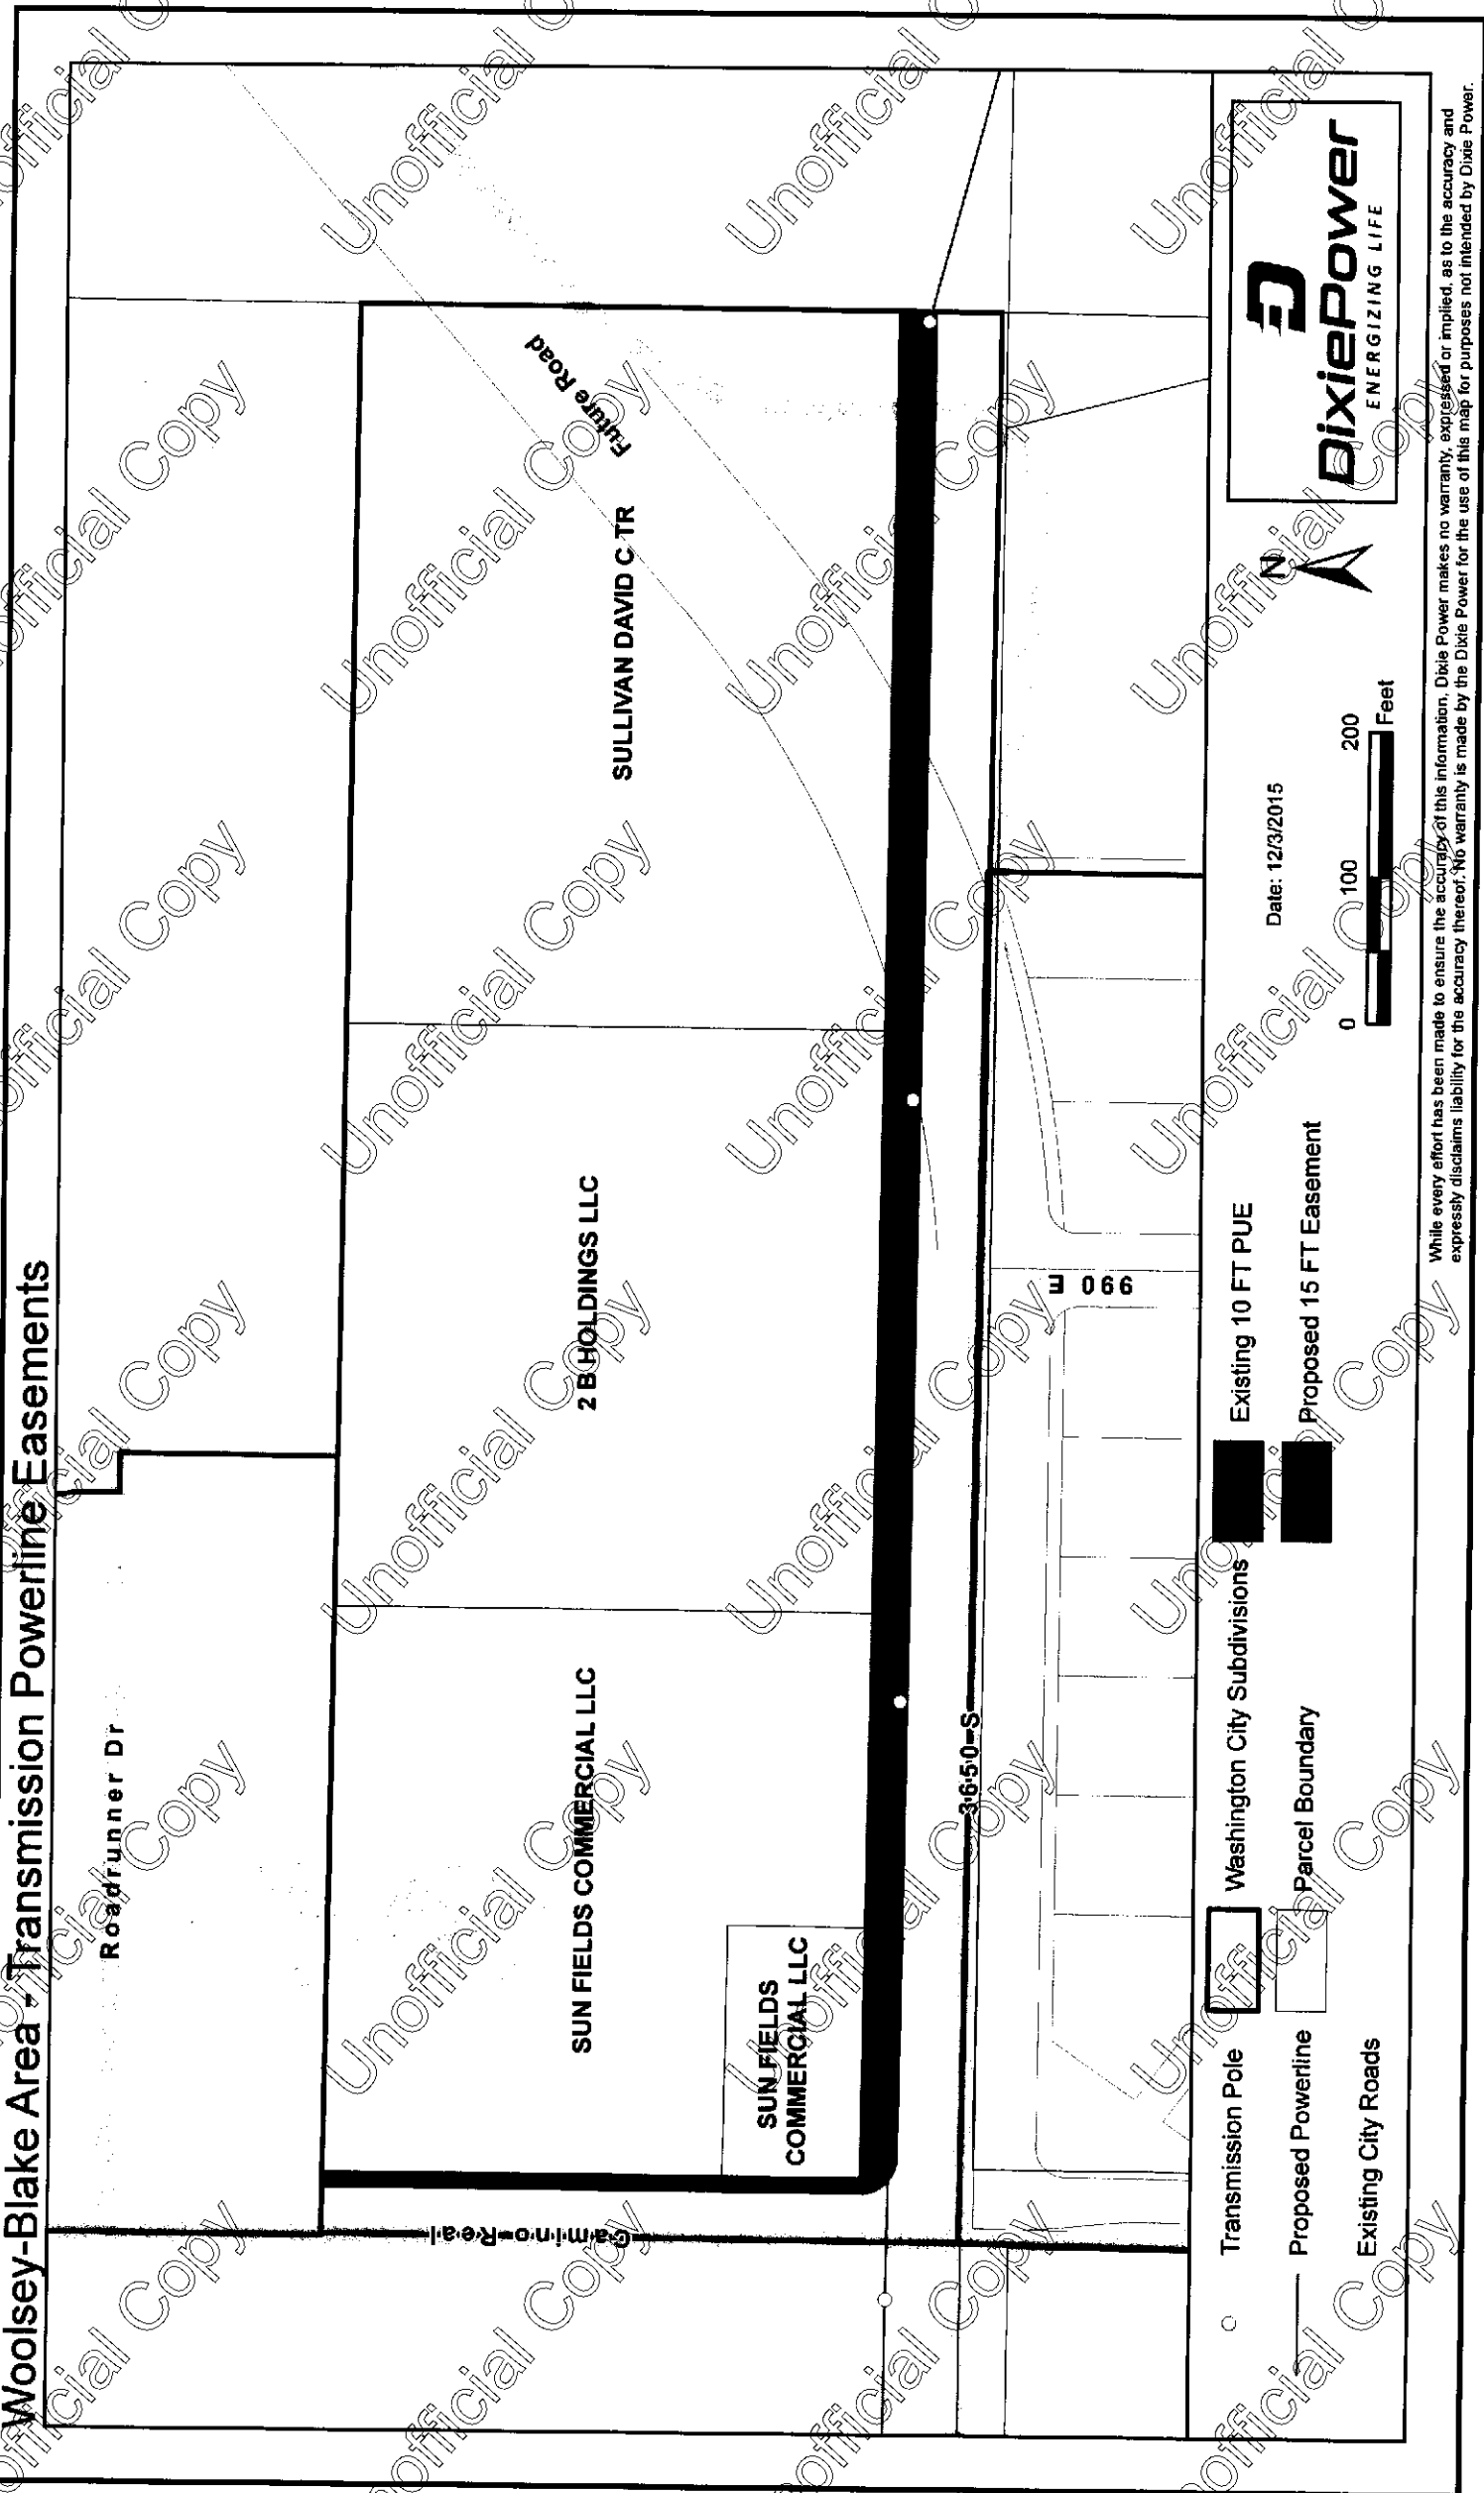 Woolsey-Blake Area - Transmission Powerline Easements
Roadrunner Dr
Future Road
SULLIVAN DAVID C TR
2 B HOLDINGS LLC
SUN FIELDS COMMERCIAL LLC
SUN FIELDS
COMMERCIAL LLC
Camino Real
3650 S
990 E
Transmission Pole
Proposed Powerline
Existing City Roads
Washington City Subdivisions
Parcel Boundary
Existing 10 FT PUE
Proposed 15 FT Easement
Date: 12/3/2015
0 100 200
Feet
N
DixiePower
ENERGIZING LIFE
While every effort has been made to ensure the accuracy of this information, Dixie Power makes no warranty, expressed or implied, as to the accuracy and
expressly disclaims liability for the accuracy thereof. No warranty is made by the Dixie Power for the use of this map for purposes not intended by Dixie Power.
Unofficial Copy